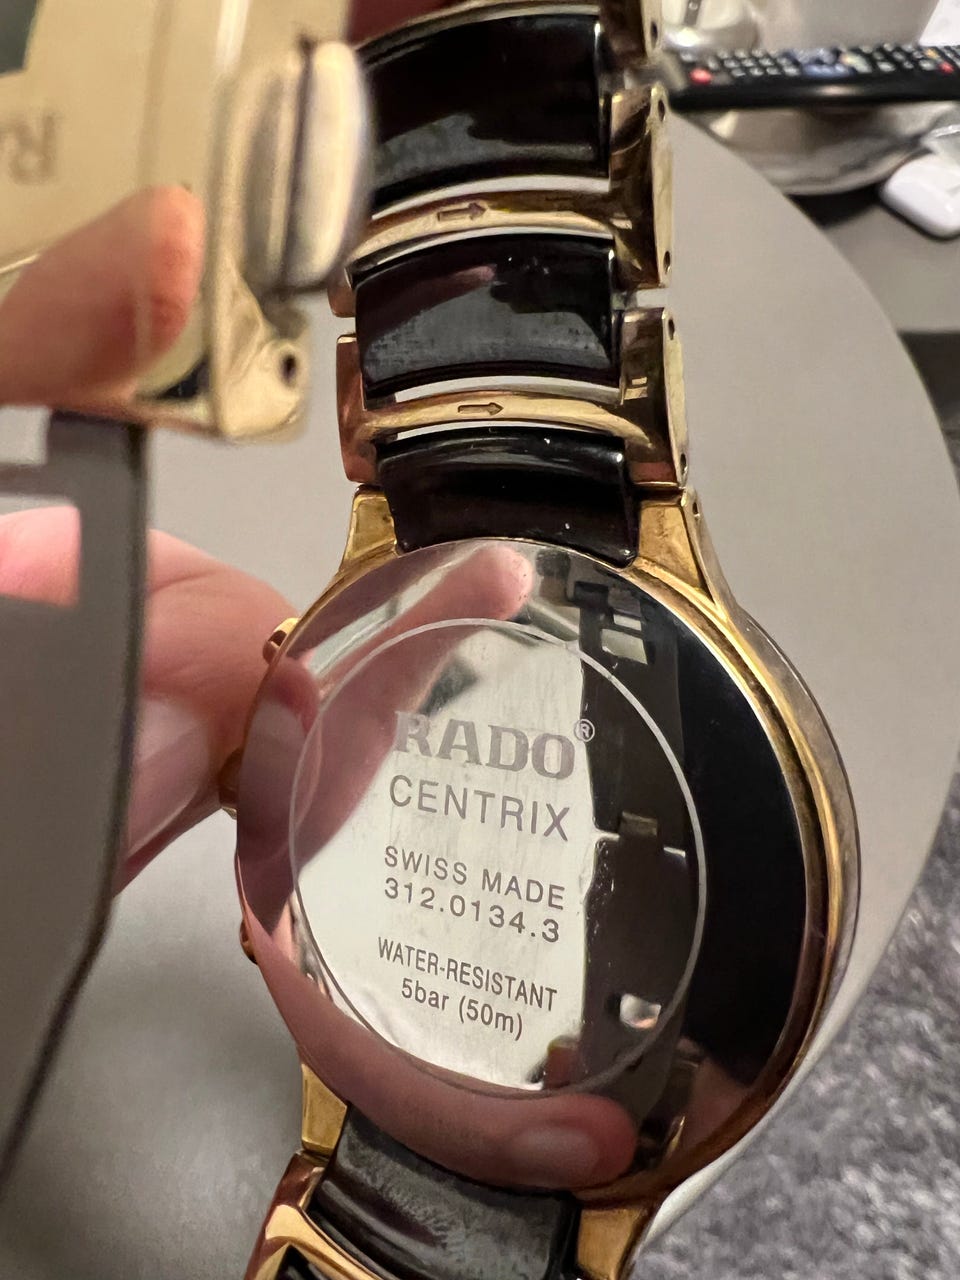 RADO®
CENTRIX
SWISS MADE
312.0134.3
WATER-RESISTANT
5bar (50m)